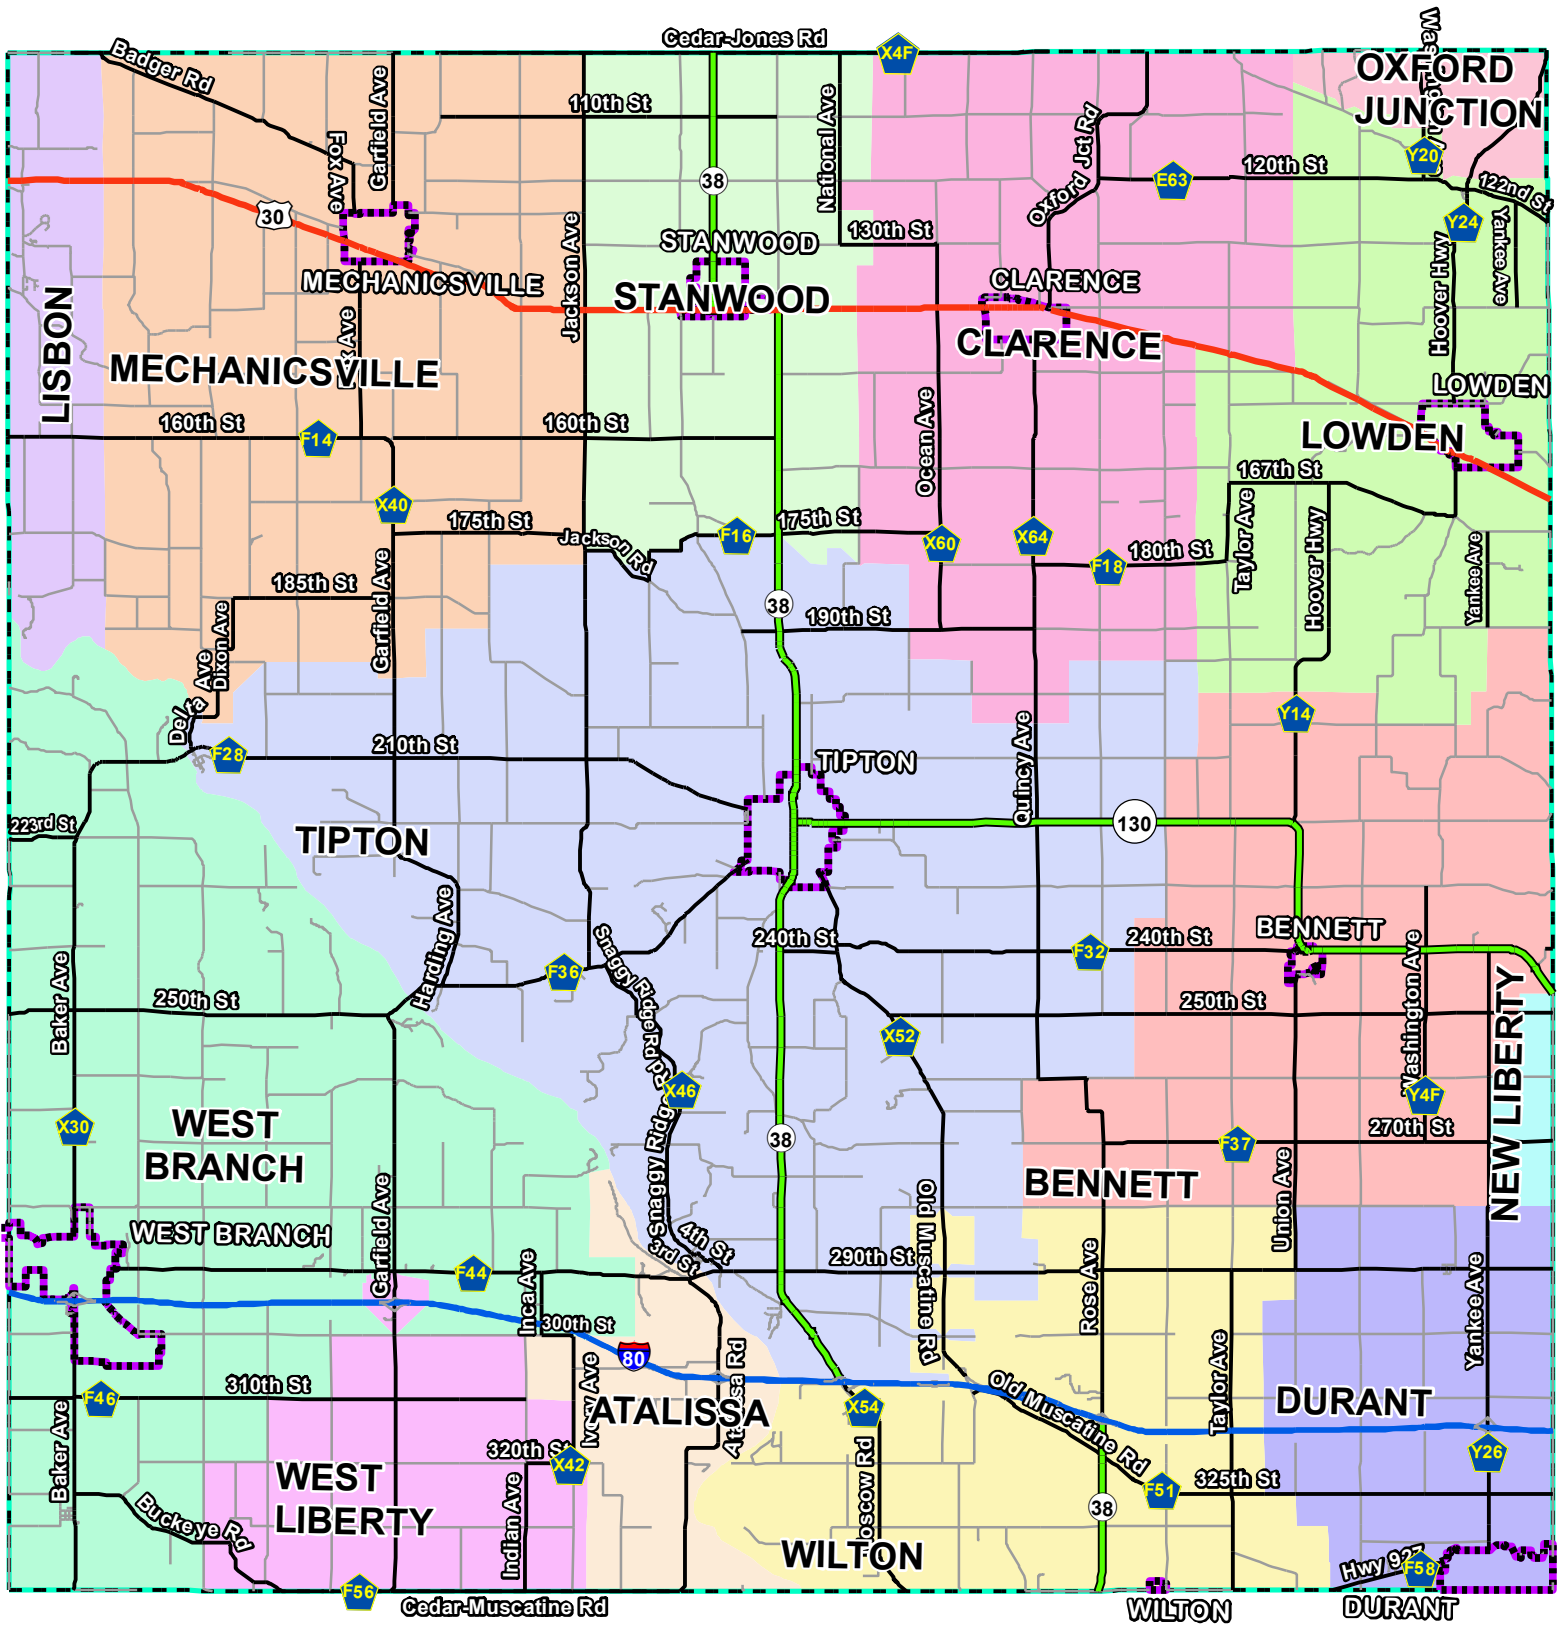 Cedar-Jones Rd
X4F
Badger Rd
Garfield Ave
Fox Ave
110th St
National Ave
Oxford Jct Rd
OXFORD
JUNCTION
Y20
120th St
E63
122nd St
Y24
Yankee Ave
Hoover Hwy
38
30
130th St
STANWOOD
STANWOOD
MECHANICSVILLE
MECHANICSVILLE
Jackson Ave
CLARENCE
CLARENCE
LISBON
LOWDEN
LOWDEN
160th St
F14
160th St
Ocean Ave
167th St
X40
175th St
Jackson Rd
F16
175th St
X60
X64
F18
180th St
Taylor Ave
Hoover Hwy
Yankee Ave
185th St
Garfield Ave
Dixon Ave
Delta Ave
38
190th St
Quincy Ave
Y14
F28
210th St
TIPTON
TIPTON
223rd St
130
Harding Ave
BENNETT
240th St
F32
240th St
Washington Ave
Snaggy Ridge Rd
F36
Baker Ave
250th St
250th St
NEW LIBERTY
X52
X46
Snaggy Ridge Rd
Y4F
X30
WEST
BRANCH
38
F37
270th St
BENNETT
Old Muscatine Rd
Union Ave
Garfield Ave
WEST BRANCH
4th St
3rd St
F44
290th St
Inca Ave
300th St
Rose Ave
Taylor Ave
Yankee Ave
80
Atalissa Rd
310th St
F46
Baker Ave
ATALISSA
X54
Old Muscatine Rd
DURANT
Y26
320th St
X42
WEST
LIBERTY
Indian Ave
Moscow Rd
F51
325th St
38
Buckeye Rd
WILTON
Hwy 927
F58
F56
Cedar-Muscatine Rd
WILTON
DURANT